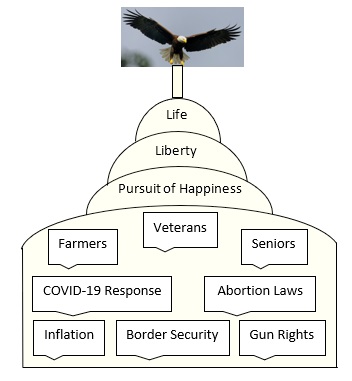 Life
Liberty
Pursuit of Happiness
Veterans
Farmers
Seniors
COVID-19 Response
Abortion Laws
Inflation
Border Security
Gun Rights